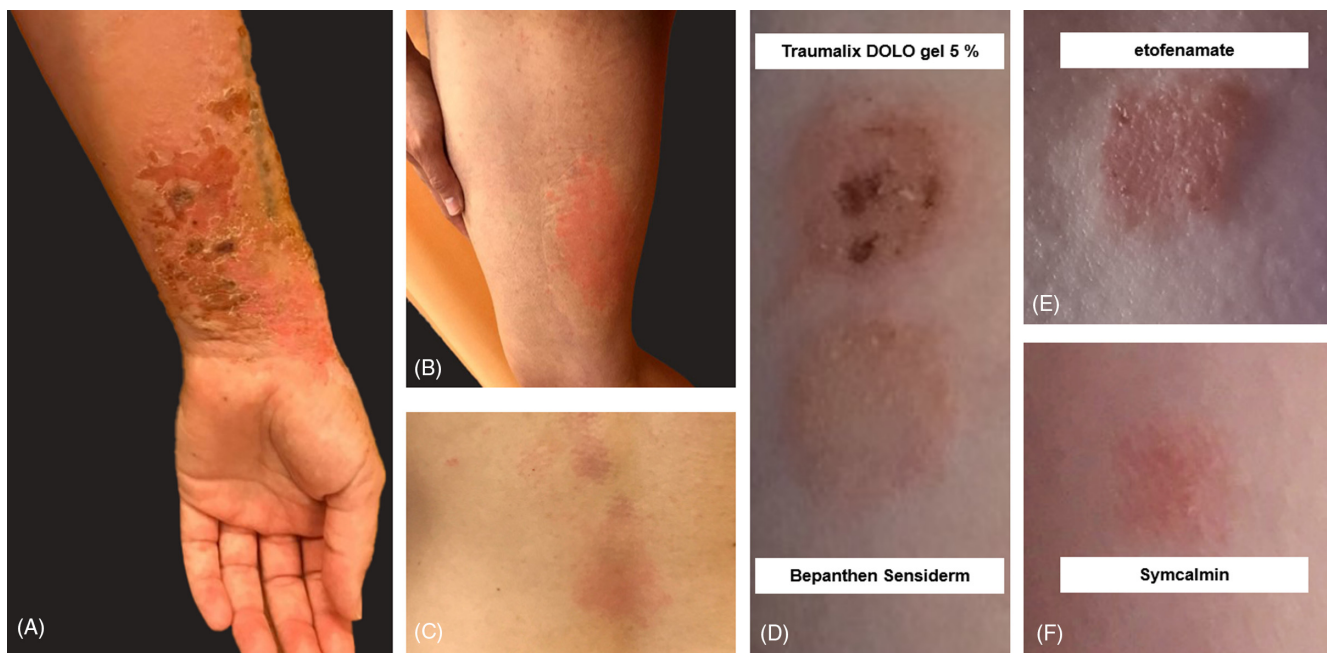 (A)
(B)
(C)
Traumalix DOLO gel 5 %
Bepanthen Sensiderm
(D)
etofenamate
(E)
Symcalmin
(F)